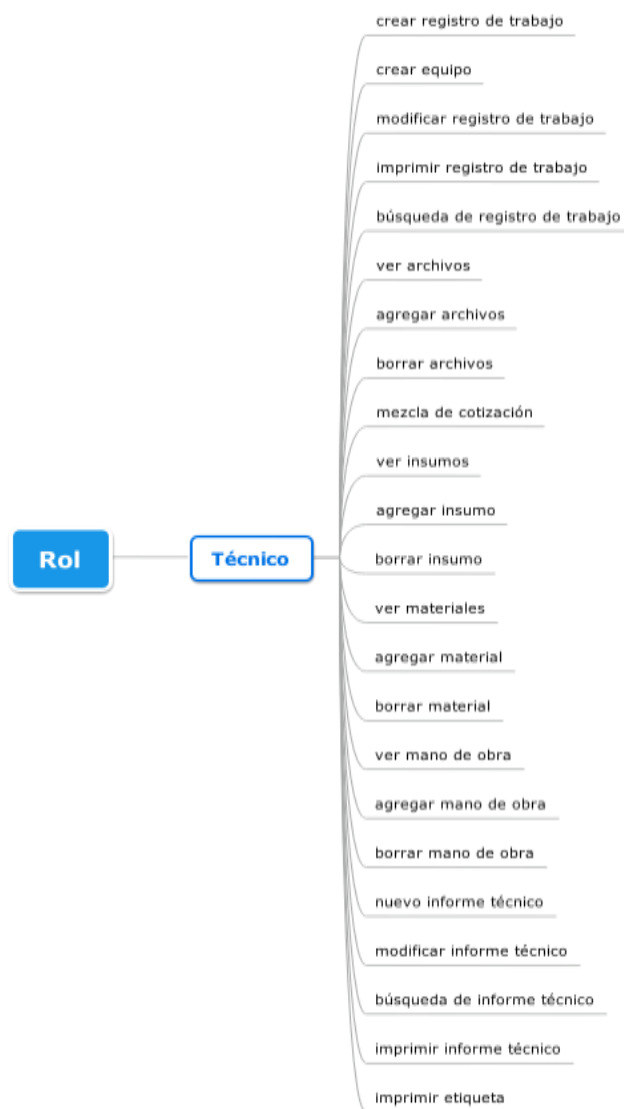 Rol
Técnico
crear registro de trabajo
crear equipo
modificar registro de trabajo
imprimir registro de trabajo
búsqueda de registro de trabajo
ver archivos
agregar archivos
borrar archivos
mezcla de cotización
ver insumos
agregar insumo
borrar insumo
ver materiales
agregar material
borrar material
ver mano de obra
agregar mano de obra
borrar mano de obra
nuevo informe técnico
modificar informe técnico
búsqueda de informe técnico
imprimir informe técnico
imprimir etiqueta